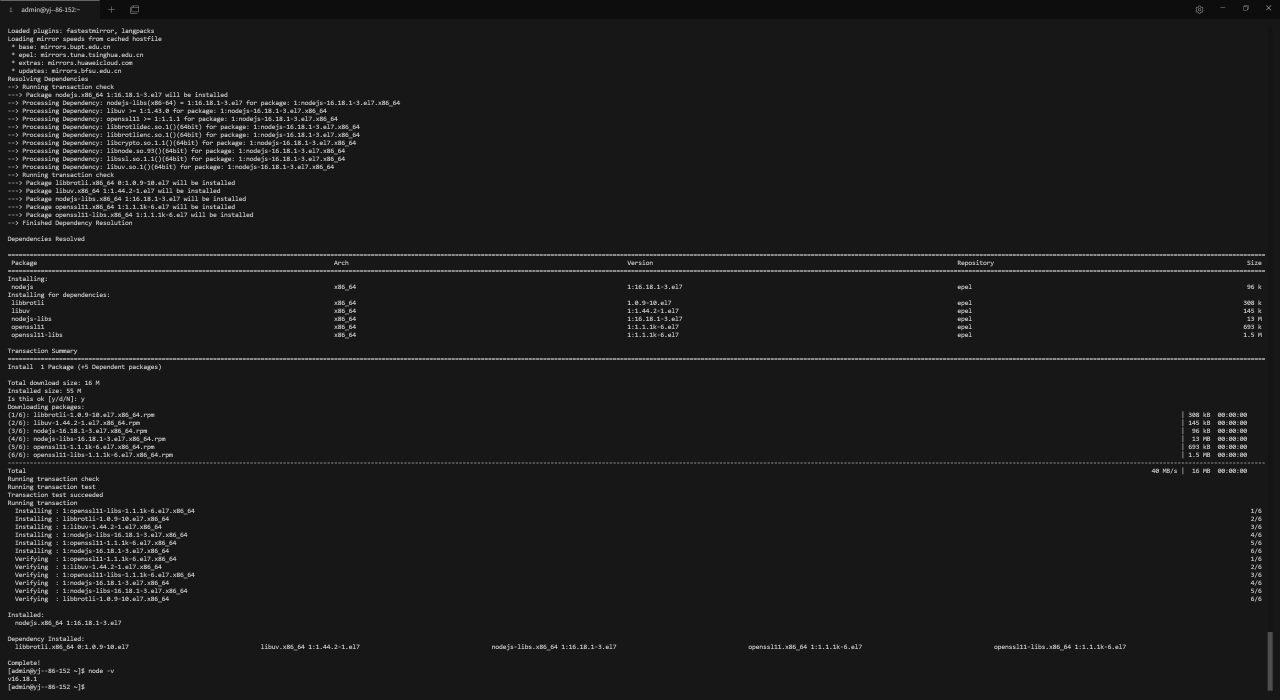 1 admin@yj--86-152:~
Loaded plugins: fastestmirror, langpacks
Loading mirror speeds from cached hostfile
* base: mirrors.bupt.edu.cn
* epel: mirrors.tuna.tsinghua.edu.cn
* extras: mirrors.huaweicloud.com
* updates: mirrors.bfsu.edu.cn
Resolving Dependencies
--> Running transaction check
---> Package nodejs.x86_64 1:16.18.1-3.el7 will be installed
--> Processing Dependency: nodejs-libs(x86-64) = 1:16.18.1-3.el7 for package: 1:nodejs-16.18.1-3.el7.x86_64
--> Processing Dependency: libuv >= 1:1.43.0 for package: 1:nodejs-16.18.1-3.el7.x86_64
--> Processing Dependency: openssl11 >= 1:1.1.1 for package: 1:nodejs-16.18.1-3.el7.x86_64
--> Processing Dependency: libbrotlidec.so.1()(64bit) for package: 1:nodejs-16.18.1-3.el7.x86_64
--> Processing Dependency: libbrotlienc.so.1()(64bit) for package: 1:nodejs-16.18.1-3.el7.x86_64
--> Processing Dependency: libcrypto.so.1.1()(64bit) for package: 1:nodejs-16.18.1-3.el7.x86_64
--> Processing Dependency: libnode.so.93()(64bit) for package: 1:nodejs-16.18.1-3.el7.x86_64
--> Processing Dependency: libssl.so.1.1()(64bit) for package: 1:nodejs-16.18.1-3.el7.x86_64
--> Processing Dependency: libuv.so.1()(64bit) for package: 1:nodejs-16.18.1-3.el7.x86_64
--> Running transaction check
---> Package libbrotli.x86_64 0:1.0.9-10.el7 will be installed
---> Package libuv.x86_64 1:1.44.2-1.el7 will be installed
---> Package nodejs-libs.x86_64 1:16.18.1-3.el7 will be installed
---> Package openssl11.x86_64 1:1.1.1k-6.el7 will be installed
---> Package openssl11-libs.x86_64 1:1.1.1k-6.el7 will be installed
--> Finished Dependency Resolution
Dependencies Resolved
Package Arch Version Repository Size
Installing:
nodejs x86_64 1:16.18.1-3.el7 epel 96 k
Installing for dependencies:
libbrotli x86_64 1.0.9-10.el7 epel 308 k
libuv x86_64 1:1.44.2-1.el7 epel 145 k
nodejs-libs x86_64 1:16.18.1-3.el7 epel 13 M
openssl11 x86_64 1:1.1.1k-6.el7 epel 693 k
openssl11-libs x86_64 1:1.1.1k-6.el7 epel 1.5 M
Transaction Summary
Install 1 Package (+5 Dependent packages)
Total download size: 16 M
Installed size: 55 M
Is this ok [y/d/N]: y
Downloading packages:
(1/6): libbrotli-1.0.9-10.el7.x86_64.rpm | 308 kB 00:00:00
(2/6): libuv-1.44.2-1.el7.x86_64.rpm | 145 kB 00:00:00
(3/6): nodejs-16.18.1-3.el7.x86_64.rpm | 96 kB 00:00:00
(4/6): nodejs-libs-16.18.1-3.el7.x86_64.rpm | 13 MB 00:00:00
(5/6): openssl11-1.1.1k-6.el7.x86_64.rpm | 693 kB 00:00:00
(6/6): openssl11-libs-1.1.1k-6.el7.x86_64.rpm | 1.5 MB 00:00:00
Total 40 MB/s | 16 MB 00:00:00
Running transaction check
Running transaction test
Transaction test succeeded
Running transaction
Installing : 1:openssl11-libs-1.1.1k-6.el7.x86_64 1/6
Installing : libbrotli-1.0.9-10.el7.x86_64 2/6
Installing : 1:libuv-1.44.2-1.el7.x86_64 3/6
Installing : 1:nodejs-libs-16.18.1-3.el7.x86_64 4/6
Installing : 1:openssl11-1.1.1k-6.el7.x86_64 5/6
Installing : 1:nodejs-16.18.1-3.el7.x86_64 6/6
Verifying : 1:openssl11-1.1.1k-6.el7.x86_64 1/6
Verifying : 1:libuv-1.44.2-1.el7.x86_64 2/6
Verifying : 1:openssl11-libs-1.1.1k-6.el7.x86_64 3/6
Verifying : 1:nodejs-16.18.1-3.el7.x86_64 4/6
Verifying : 1:nodejs-libs-16.18.1-3.el7.x86_64 5/6
Verifying : libbrotli-1.0.9-10.el7.x86_64 6/6
Installed:
nodejs.x86_64 1:16.18.1-3.el7
Dependency Installed:
libbrotli.x86_64 0:1.0.9-10.el7 libuv.x86_64 1:1.44.2-1.el7 nodejs-libs.x86_64 1:16.18.1-3.el7 openssl11.x86_64 1:1.1.1k-6.el7 openssl11-libs.x86_64 1:1.1.1k-6.el7
Complete!
[admin@yj--86-152 ~]$ node -v
v16.18.1
[admin@yj--86-152 ~]$